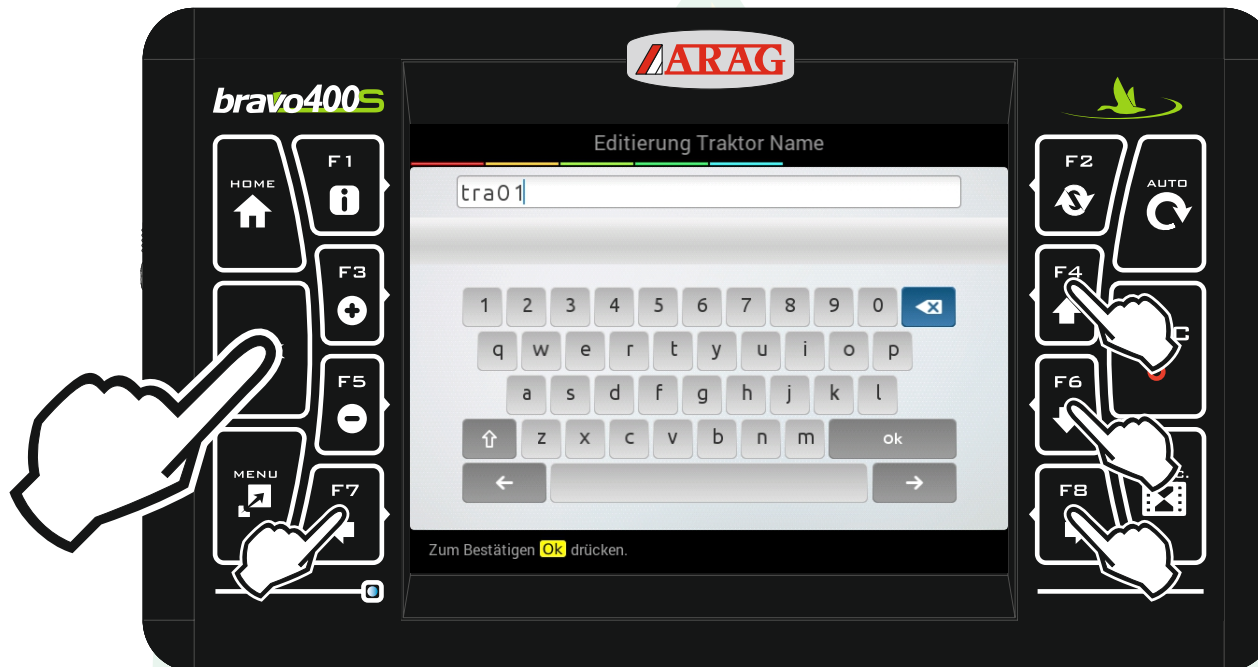 ARAG
bravo400S
Editierung Traktor Name
tra01
HOME
F1
F3
F5
MENU
F7
F2
AUTO
F4
C
F6
F8
C.
1 2 3 4 5 6 7 8 9 0
q w e r t y u i o p
a s d f g h j k l
z x c v b n m ok
Zum Bestätigen Ok drücken.